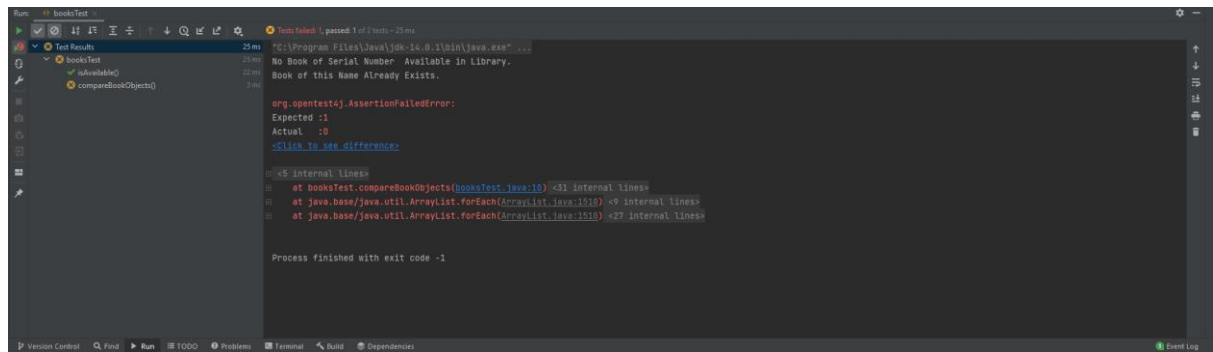 Run: booksTest
Tests failed: 1, passed: 1 of 2 tests – 25 ms
Test Results 25 ms
booksTest 25 ms
isAvailable() 22 ms
compareBookObjects() 3 ms
"C:\Program Files\Java\jdk-14.0.1\bin\java.exe" ...
No Book of Serial Number Available in Library.
Book of this Name Already Exists.
org.opentest4j.AssertionFailedError:
Expected :1
Actual :0
<Click to see difference>
<5 internal lines>
at booksTest.compareBookObjects(booksTest.java:10) <31 internal lines>
at java.base/java.util.ArrayList.forEach(ArrayList.java:1510) <9 internal lines>
at java.base/java.util.ArrayList.forEach(ArrayList.java:1510) <27 internal lines>
Process finished with exit code -1
Version Control Find Run TODO Problems Terminal Build Dependencies 1 Event Log